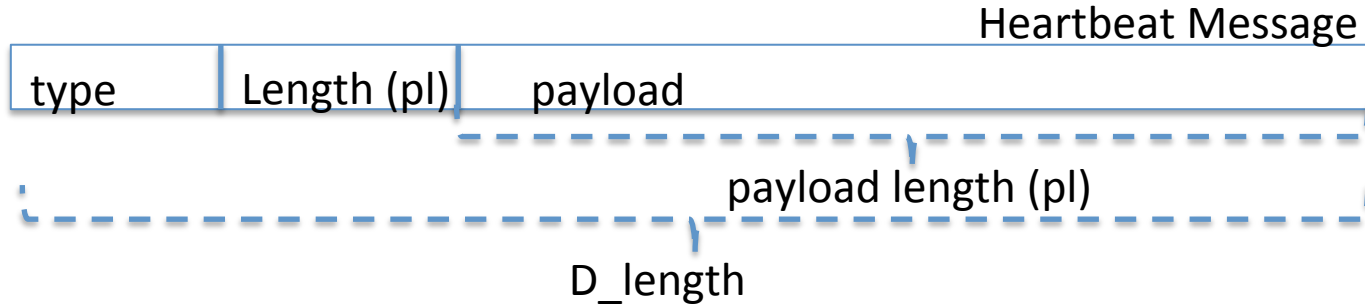 Heartbeat Message
type Length (pl) payload
payload length (pl)
D_length